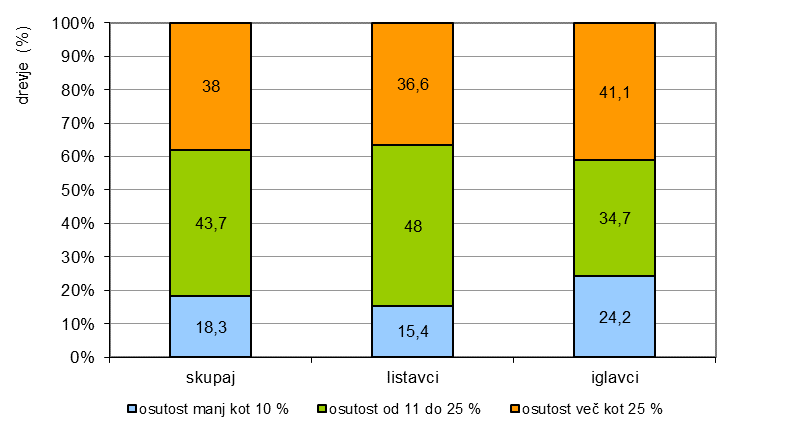 drevje (%)
100%
90%
80%
70%
60%
50%
40%
30%
20%
10%
0%
38 36,6 41,1
43,7 48 34,7
18,3 15,4 24,2
skupaj listavci iglavci
osutost manj kot 10 % osutost od 11 do 25 % osutost več kot 25 %